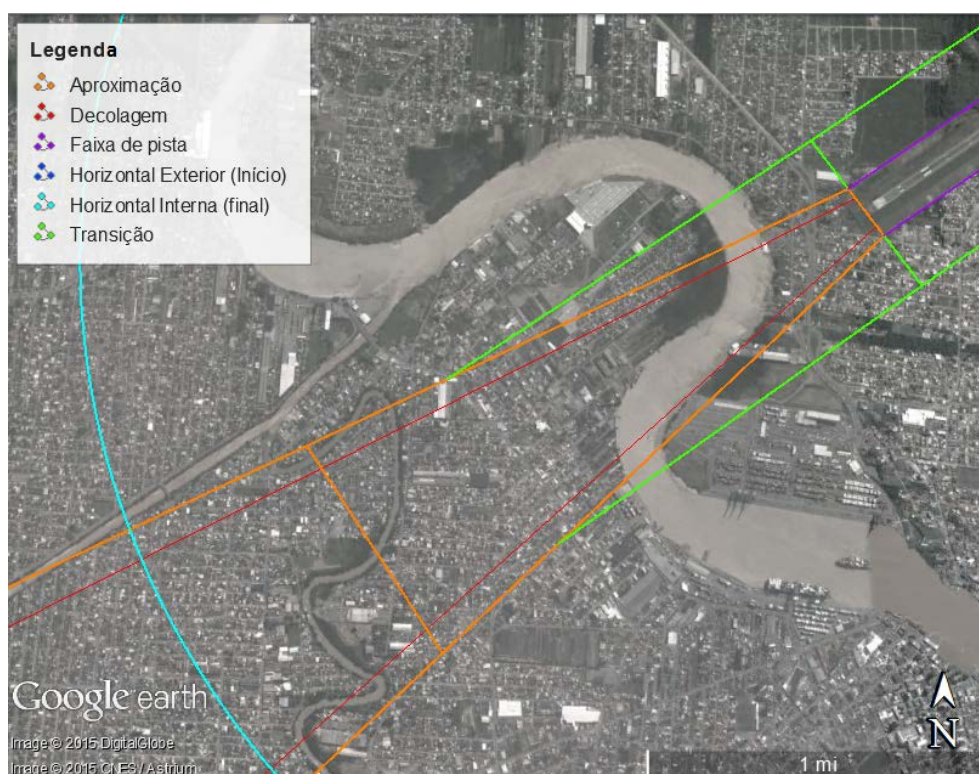 Legenda
Aproximação
Decolagem
Faixa de pista
Horizontal Exterior (Início)
Horizontal Interna (final)
Transição
Google earth
Image © 2015 DigitalGlobe
Image © 2015 CNES / Astrium
1 mi
N